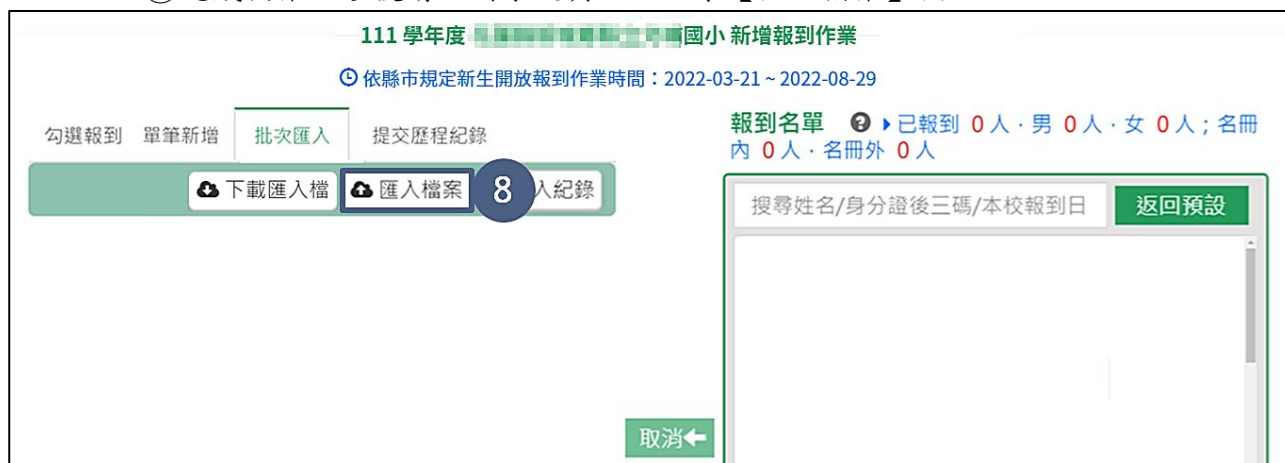 111 學年度 國小 新增報到作業
依縣市規定新生開放報到作業時間：2022-03-21 ~ 2022-08-29
勾選報到 單筆新增 批次匯入 提交歷程紀錄
下載匯入檔 匯入檔案 8 入紀錄
報到名單 已報到 0 人 · 男 0 人 · 女 0 人 ; 名冊
內 0 人 · 名冊外 0 人
搜尋姓名/身分證後三碼/本校報到日 返回預設
取消